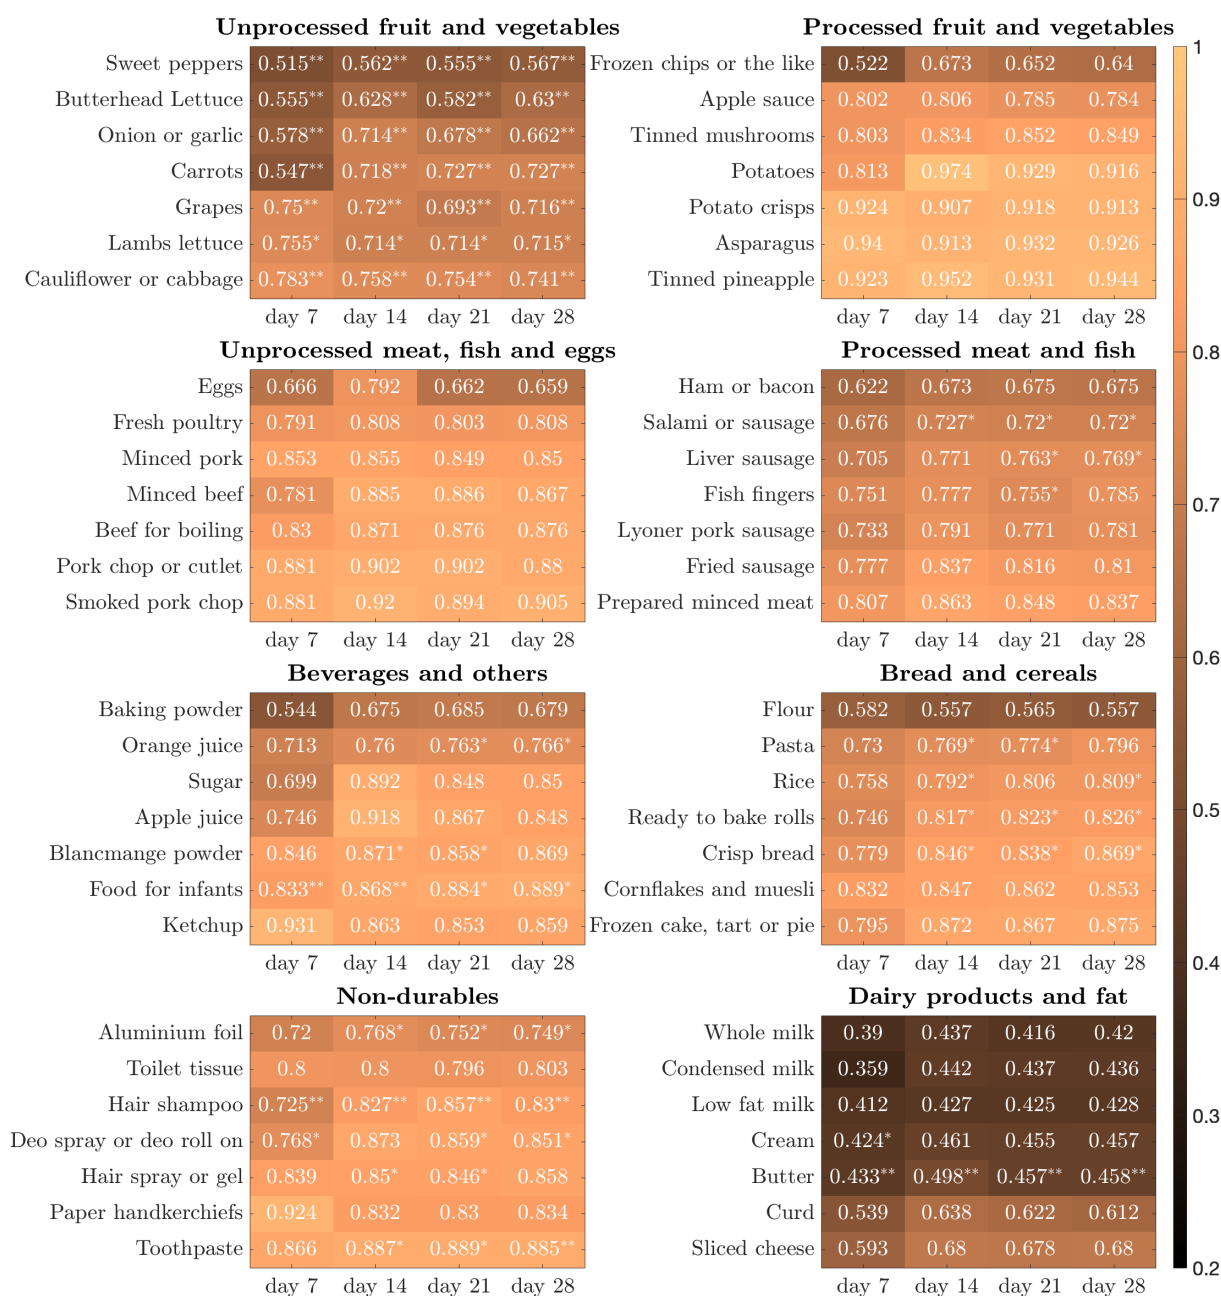 Unprocessed fruit and vegetables
Sweet peppers 0.515** 0.562** 0.555** 0.567**
Butterhead Lettuce 0.555** 0.628** 0.582** 0.63**
Onion or garlic 0.578** 0.714** 0.678** 0.662**
Carrots 0.547** 0.718** 0.727** 0.727**
Grapes 0.75** 0.72** 0.693** 0.716**
Lambs lettuce 0.755* 0.714* 0.714* 0.715*
Cauliflower or cabbage 0.783** 0.758** 0.754** 0.741**
day 7 day 14 day 21 day 28
Processed fruit and vegetables
Frozen chips or the like 0.522 0.673 0.652 0.64
Apple sauce 0.802 0.806 0.785 0.784
Tinned mushrooms 0.803 0.834 0.852 0.849
Potatoes 0.813 0.974 0.929 0.916
Potato crisps 0.924 0.907 0.918 0.913
Asparagus 0.94 0.913 0.932 0.926
Tinned pineapple 0.923 0.952 0.931 0.944
day 7 day 14 day 21 day 28
Unprocessed meat, fish and eggs
Eggs 0.666 0.792 0.662 0.659
Fresh poultry 0.791 0.808 0.803 0.808
Minced pork 0.853 0.855 0.849 0.85
Minced beef 0.781 0.885 0.886 0.867
Beef for boiling 0.83 0.871 0.876 0.876
Pork chop or cutlet 0.881 0.902 0.902 0.88
Smoked pork chop 0.881 0.92 0.894 0.905
day 7 day 14 day 21 day 28
Processed meat and fish
Ham or bacon 0.622 0.673 0.675 0.675
Salami or sausage 0.676 0.727* 0.72* 0.72*
Liver sausage 0.705 0.771 0.763* 0.769*
Fish fingers 0.751 0.777 0.755* 0.785
Lyoner pork sausage 0.733 0.791 0.771 0.781
Fried sausage 0.777 0.837 0.816 0.81
Prepared minced meat 0.807 0.863 0.848 0.837
day 7 day 14 day 21 day 28
Beverages and others
Baking powder 0.544 0.675 0.685 0.679
Orange juice 0.713 0.76 0.763* 0.766*
Sugar 0.699 0.892 0.848 0.85
Apple juice 0.746 0.918 0.867 0.848
Blancmange powder 0.846 0.871* 0.858* 0.869
Food for infants 0.833** 0.868** 0.884* 0.889*
Ketchup 0.931 0.863 0.853 0.859
day 7 day 14 day 21 day 28
Bread and cereals
Flour 0.582 0.557 0.565 0.557
Pasta 0.73 0.769* 0.774* 0.796
Rice 0.758 0.792* 0.806 0.809*
Ready to bake rolls 0.746 0.817* 0.823* 0.826*
Crisp bread 0.779 0.846* 0.838* 0.869*
Cornflakes and muesli 0.832 0.847 0.862 0.853
Frozen cake, tart or pie 0.795 0.872 0.867 0.875
day 7 day 14 day 21 day 28
Non-durables
Aluminium foil 0.72 0.768* 0.752* 0.749*
Toilet tissue 0.8 0.8 0.796 0.803
Hair shampoo 0.725** 0.827** 0.857** 0.83**
Deo spray or deo roll on 0.768* 0.873 0.859* 0.851*
Hair spray or gel 0.839 0.85* 0.846* 0.858
Paper handkerchiefs 0.924 0.832 0.83 0.834
Toothpaste 0.866 0.887* 0.889* 0.885**
day 7 day 14 day 21 day 28
Dairy products and fat
Whole milk 0.39 0.437 0.416 0.42
Condensed milk 0.359 0.442 0.437 0.436
Low fat milk 0.412 0.427 0.425 0.428
Cream 0.424* 0.461 0.455 0.457
Butter 0.433** 0.498** 0.457** 0.458**
Curd 0.539 0.638 0.622 0.612
Sliced cheese 0.593 0.68 0.678 0.68
day 7 day 14 day 21 day 28
1
0.9
0.8
0.7
0.6
0.5
0.4
0.3
0.2